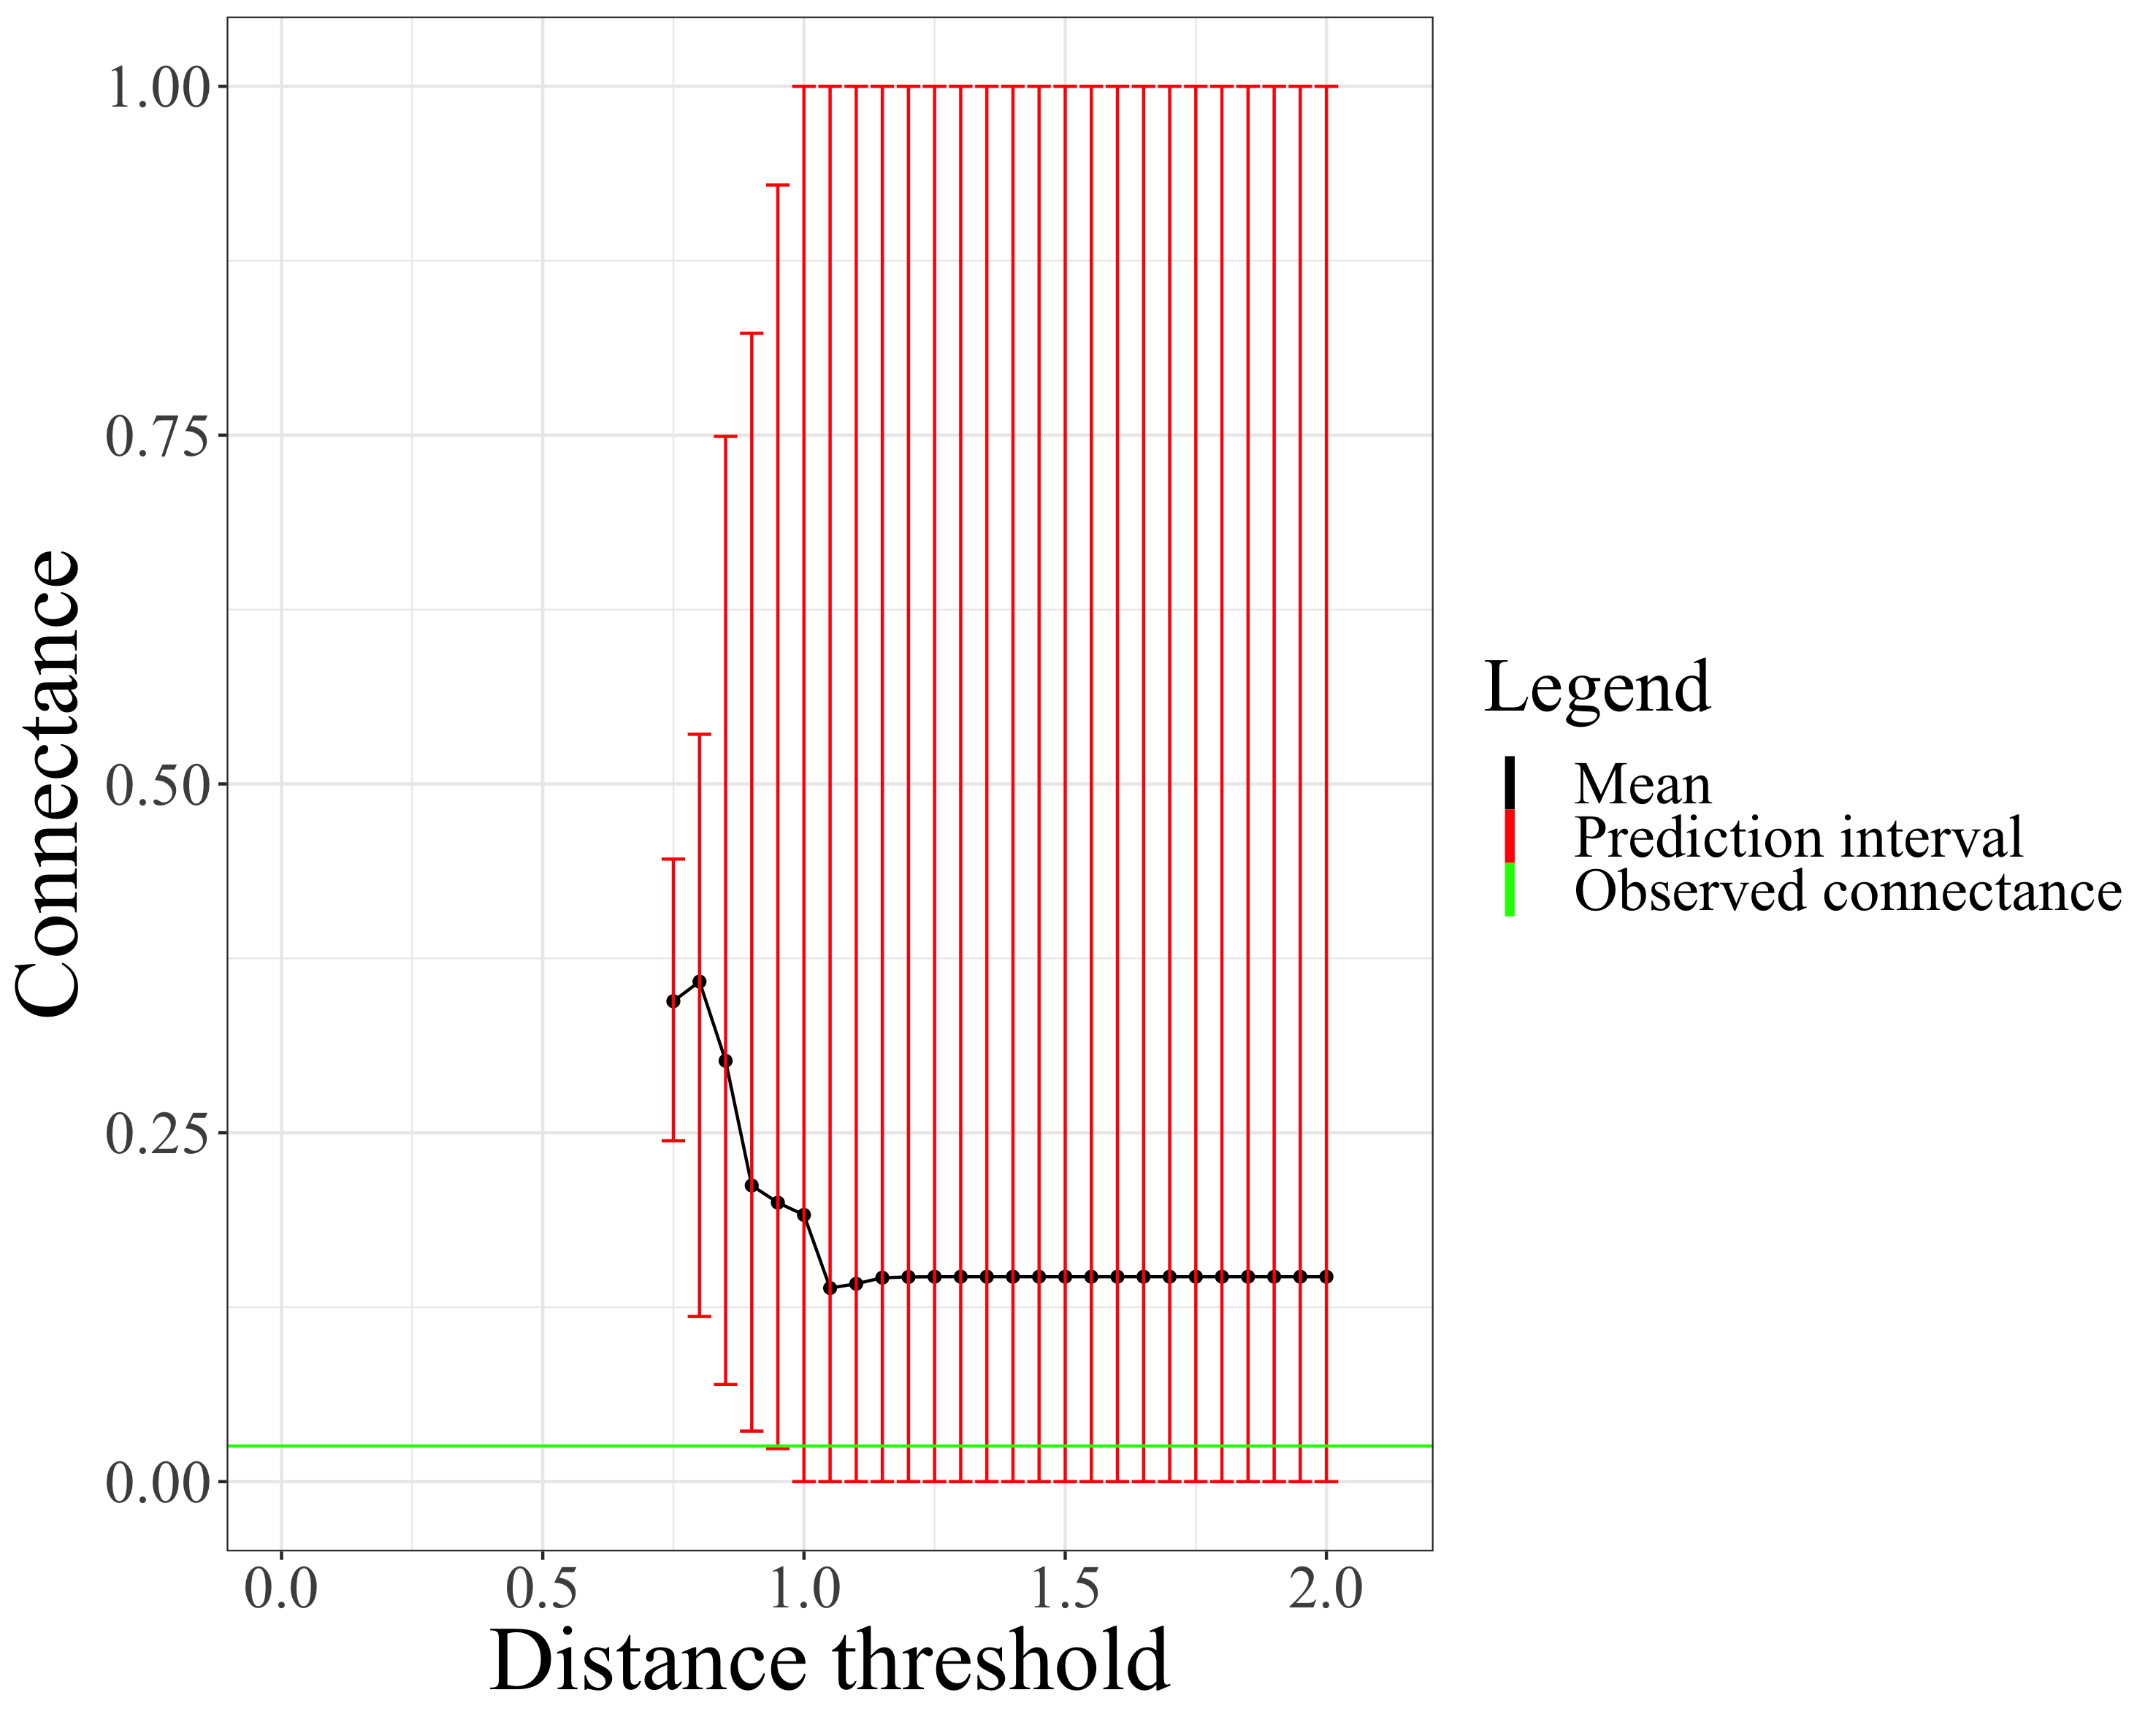 1.00
0.75
0.50
0.25
0.00
Connectance
0.0 0.5 1.0 1.5 2.0
Distance threshold
Legend
Mean
Prediction interval
Observed connectance